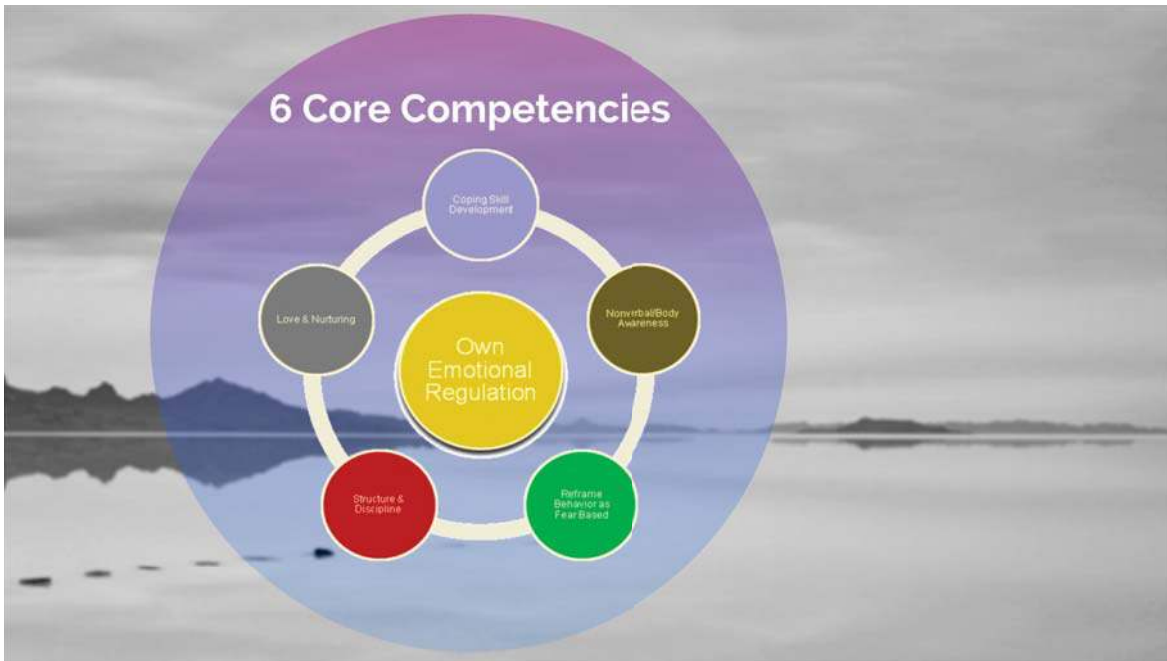 6 Core Competencies
Coping Skill
Development
Love & Nurturing
Nonverbal/Body
Awareness
Own
Emotional
Regulation
Structure &
Discipline
Reframe
Behavior as
Fear Based